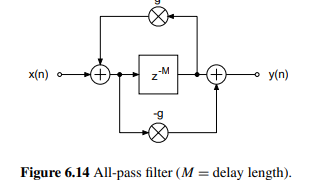 g
x(n)
z-M
y(n)
-g
Figure 6.14 All-pass filter (M = delay length).